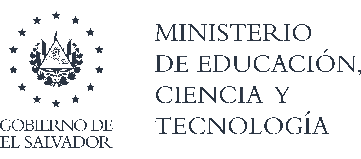 GOBIERNO DE
EL SALVADOR
MINISTERIO
DE EDUCACIÓN,
CIENCIA Y
TECNOLOGÍA